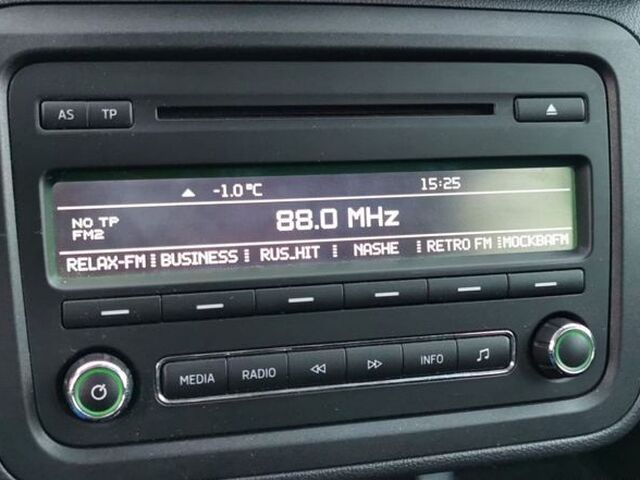 AS TP
-1.0°C 15:25
NO TP 88.0 MHz
FM2
RELAX-FM BUSINESS RUS_HIT NASHE RETRO FM MOCKBAFM
MEDIA RADIO INFO